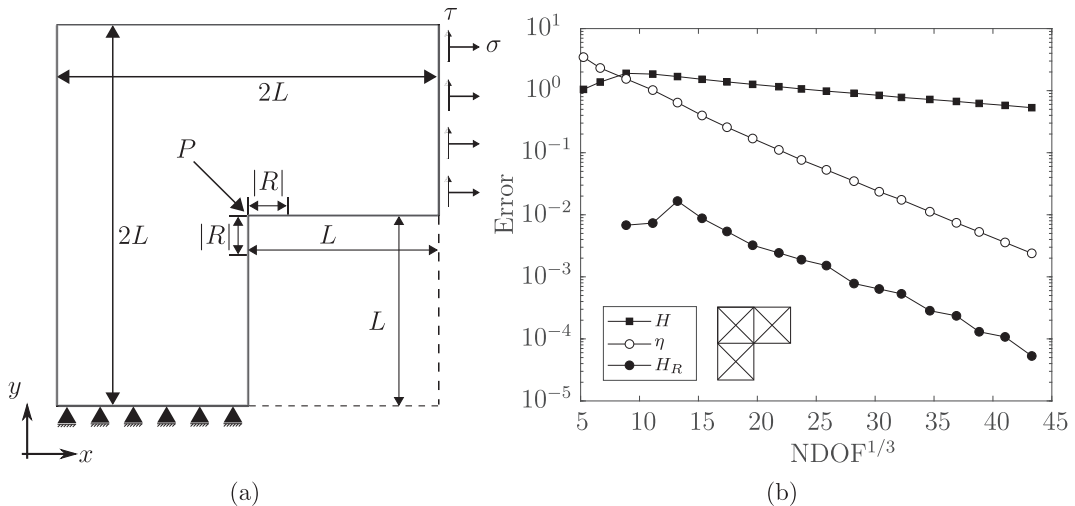 τ
σ
2L
P
|R|
|R|
2L
L
L
y
x
(a)
10^1
10^0
10^-1
10^-2
10^-3
10^-4
10^-5
Error
H
η
H_R
5 10 15 20 25 30 35 40 45
NDOF^1/3
(b)